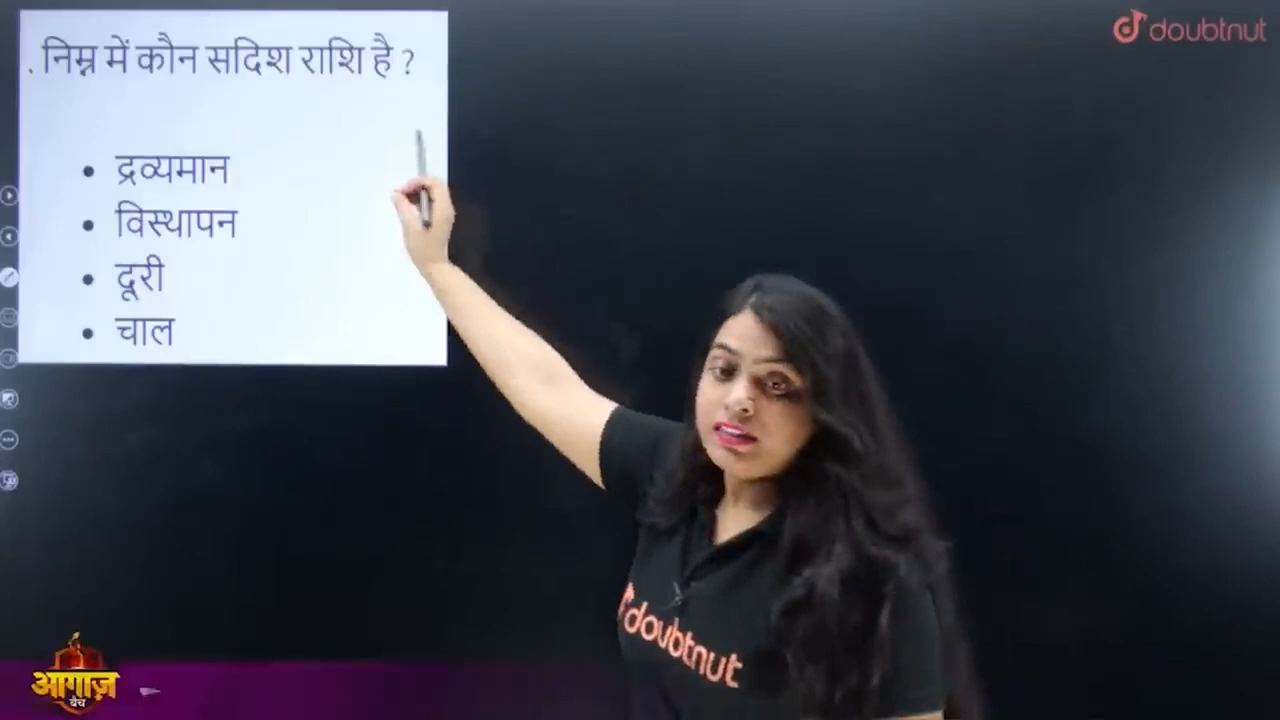 doubtnut
. निम्न में कौन सदिश राशि है ?
• द्रव्यमान
• विस्थापन
• दूरी
• चाल
doubtnut
आगाज़
बैच